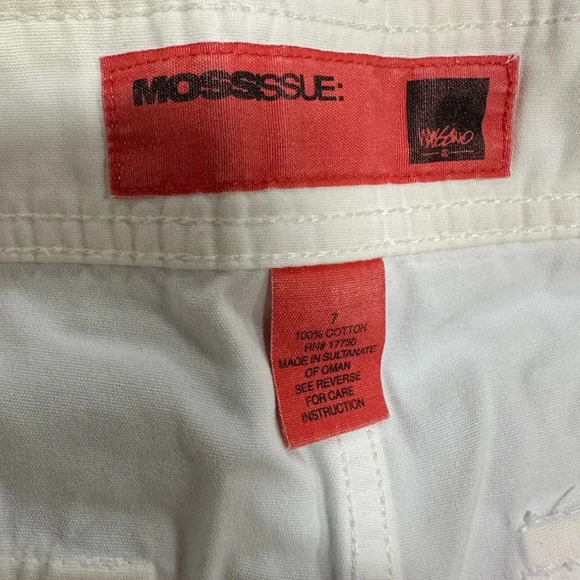 MOSSISSUE:
MOSSIMO
7
100% COTTON
RN# 17730
MADE IN SULTANATE
OF OMAN
SEE REVERSE
FOR CARE
INSTRUCTION